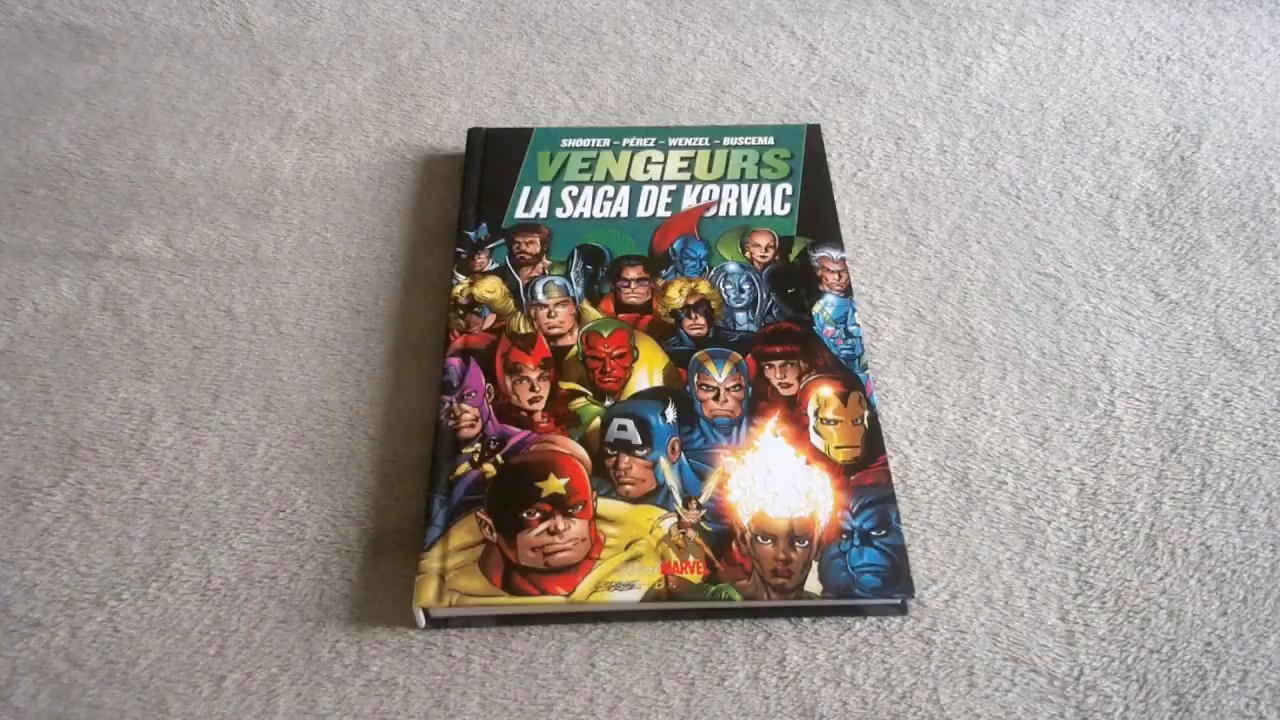 SHOOTER – PÉREZ – WENZEL – BUSCEMA
VENGEURS
LA SAGA DE KORVAC
A
MARVEL